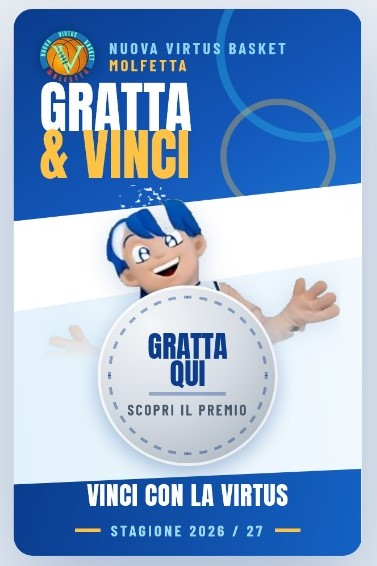 NUOVA VIRTUS BASKET
MOLFETTA
GRATTA
& VINCI
GRATTA
QUI
SCOPRI IL PREMIO
VINCI CON LA VIRTUS
STAGIONE 2026 / 27